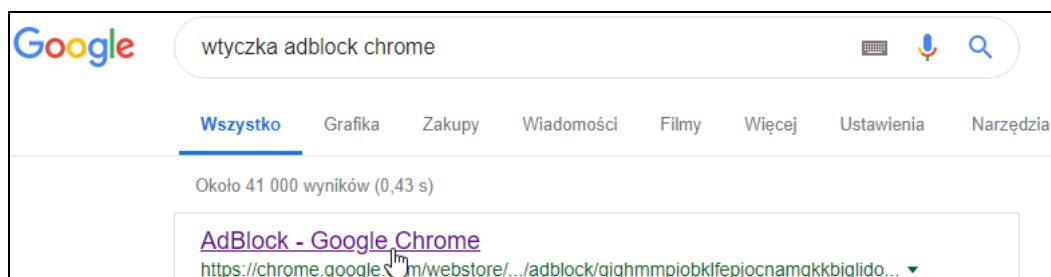 Google
wtyczka adblock chrome
Wszystko Grafika Zakupy Wiadomości Filmy Więcej Ustawienia Narzędzia
Około 41 000 wyników (0,43 s)
AdBlock - Google Chrome
https://chrome.google. m/webstore/.../adblock/gighmmpiobklfepjocnamgkkbiglido...